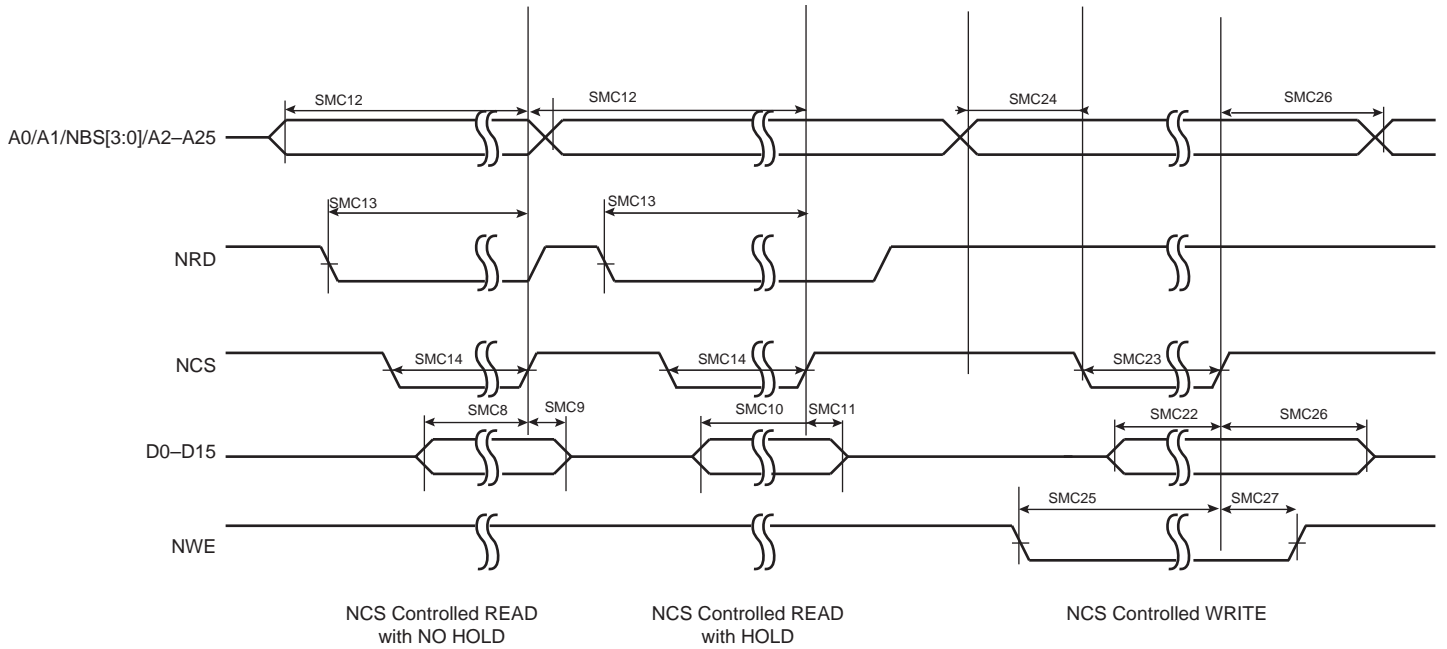 SMC12
SMC12
SMC24
SMC26
A0/A1/NBS[3:0]/A2–A25
SMC13
SMC13
NRD
NCS
SMC14
SMC14
SMC23
SMC8
SMC9
SMC10
SMC11
SMC22
SMC26
D0–D15
SMC25
SMC27
NWE
NCS Controlled READ
with NO HOLD
NCS Controlled READ
with HOLD
NCS Controlled WRITE